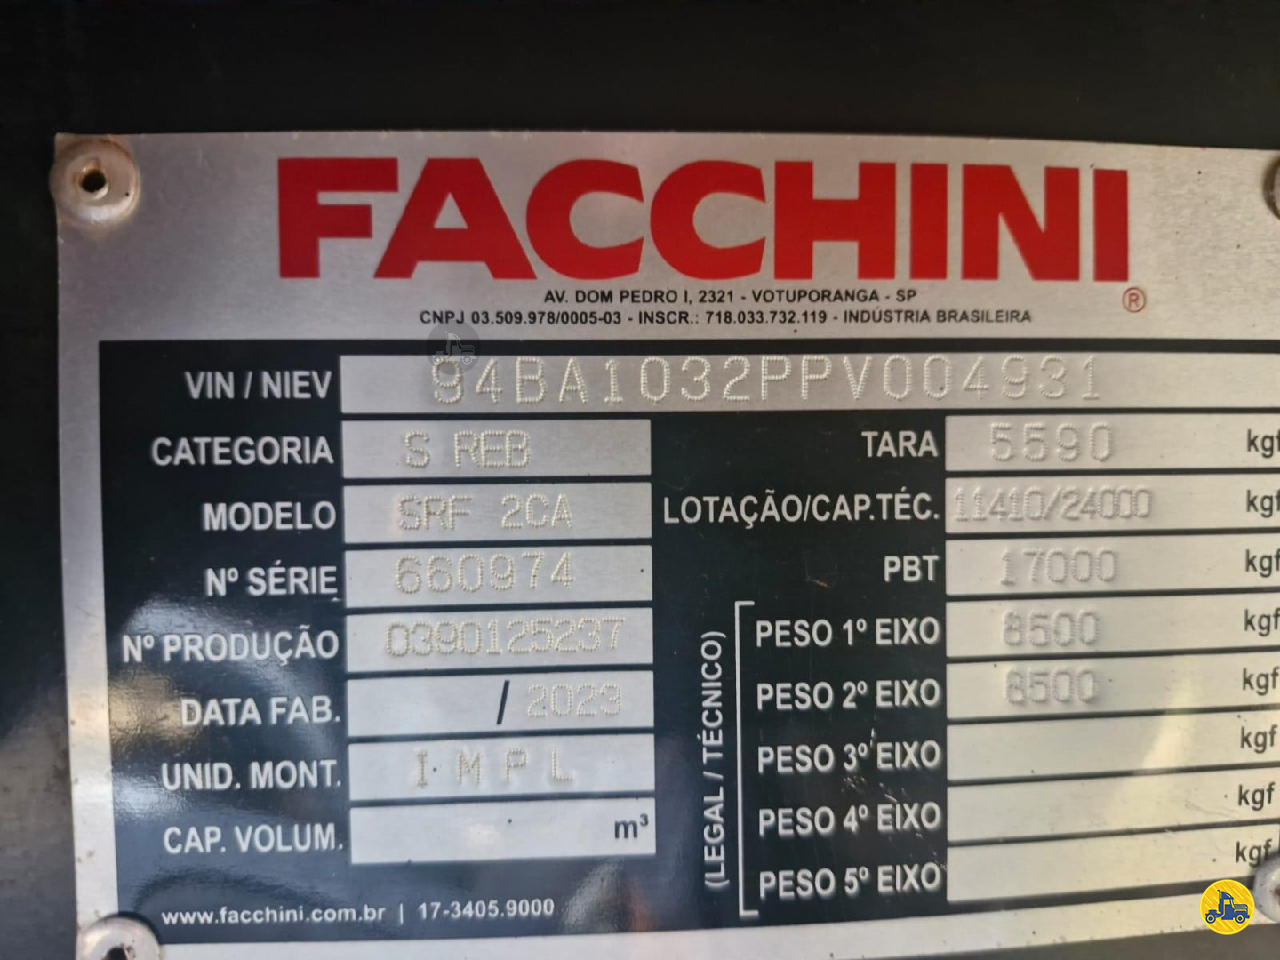 FACCHINI
®
AV. DOM PEDRO I, 2321 - VOTUPORANGA - SP
CNPJ 03.509.978/0005-03 - INSCR.: 718.033.732.119 - INDÚSTRIA BRASILEIRA
VIN / NIEV 94BA1032PPV004931
CATEGORIA S REB
MODELO SRF 2CA
Nº SÉRIE 660974
Nº PRODUÇÃO 0390125237
DATA FAB. / 2023
UNID. MONT. IMPL
CAP. VOLUM. m³
TARA 5590 kgf
LOTAÇÃO/CAP.TÉC. 11410/24000 kgf
PBT 17000 kgf
(LEGAL / TÉCNICO)
PESO 1º EIXO 8500 kgf
PESO 2º EIXO 8500 kgf
PESO 3º EIXO kgf
PESO 4º EIXO kgf
PESO 5º EIXO kgf
www.facchini.com.br | 17-3405.9000